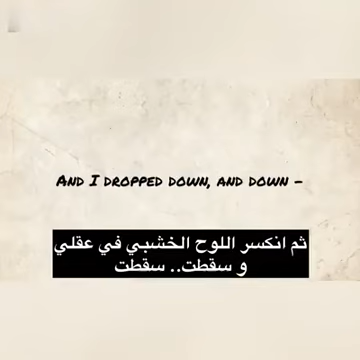 And I dropped down, and down –
ثم انكسر اللوح الخشبي في عقلي
و سقطت.. سقطت